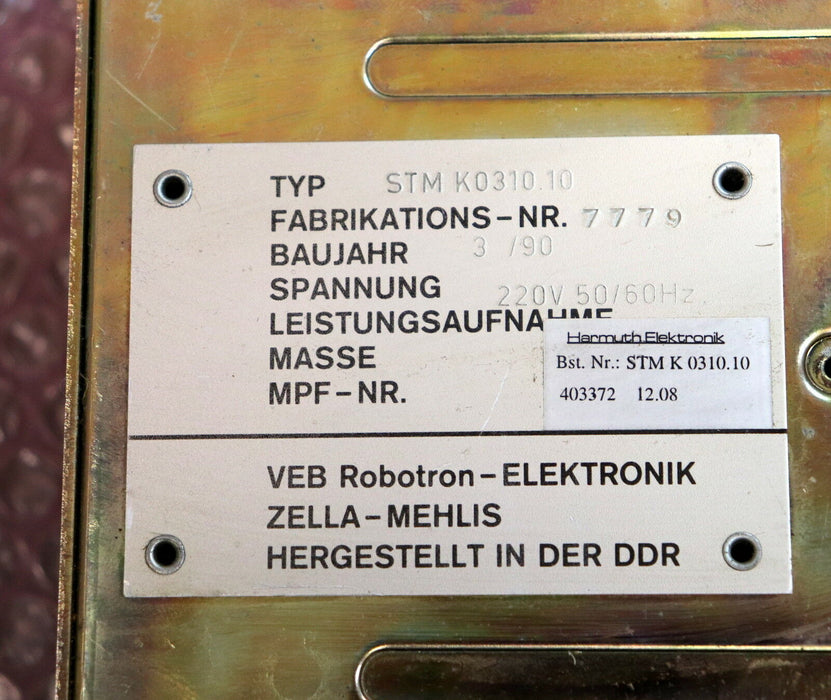 TYP STM K0310.10
FABRIKATIONS-NR. 7779
BAUJAHR 3 /90
SPANNUNG 220V 50/60Hz
LEISTUNGSAUFNAHME
MASSE
MPF-NR.
Harmuth Elektronik
Bst. Nr.: STM K 0310.10
403372 12.08
VEB Robotron-ELEKTRONIK
ZELLA-MEHLIS
HERGESTELLT IN DER DDR